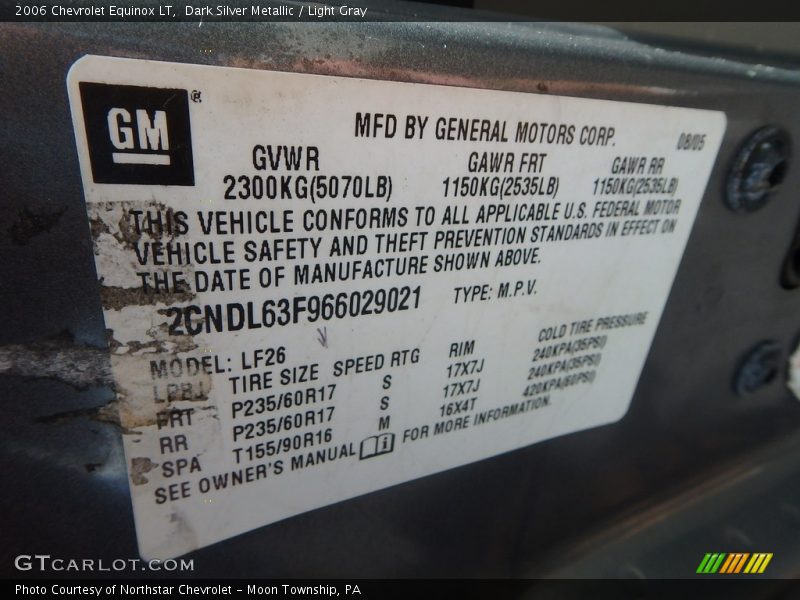 2006 Chevrolet Equinox LT, Dark Silver Metallic / Light Gray
GM ®
MFD BY GENERAL MOTORS CORP. 08/05
GVWR GAWR FRT GAWR RR
2300KG(5070LB) 1150KG(2535LB) 1150KG(2535LB)
THIS VEHICLE CONFORMS TO ALL APPLICABLE U.S. FEDERAL MOTOR
VEHICLE SAFETY AND THEFT PREVENTION STANDARDS IN EFFECT ON
THE DATE OF MANUFACTURE SHOWN ABOVE.
2CNDL63F966029021 TYPE: M.P.V.
MODEL: LF26
TIRE SIZE SPEED RTG RIM COLD TIRE PRESSURE
FRT P235/60R17 S 17X7J 240KPA(35PSI)
RR P235/60R17 S 17X7J 240KPA(35PSI)
SPA T155/90R16 M 16X4T 420KPA(60PSI)
SEE OWNER'S MANUAL i FOR MORE INFORMATION.
GTCARLOT.COM
Photo Courtesy of Northstar Chevrolet - Moon Township, PA